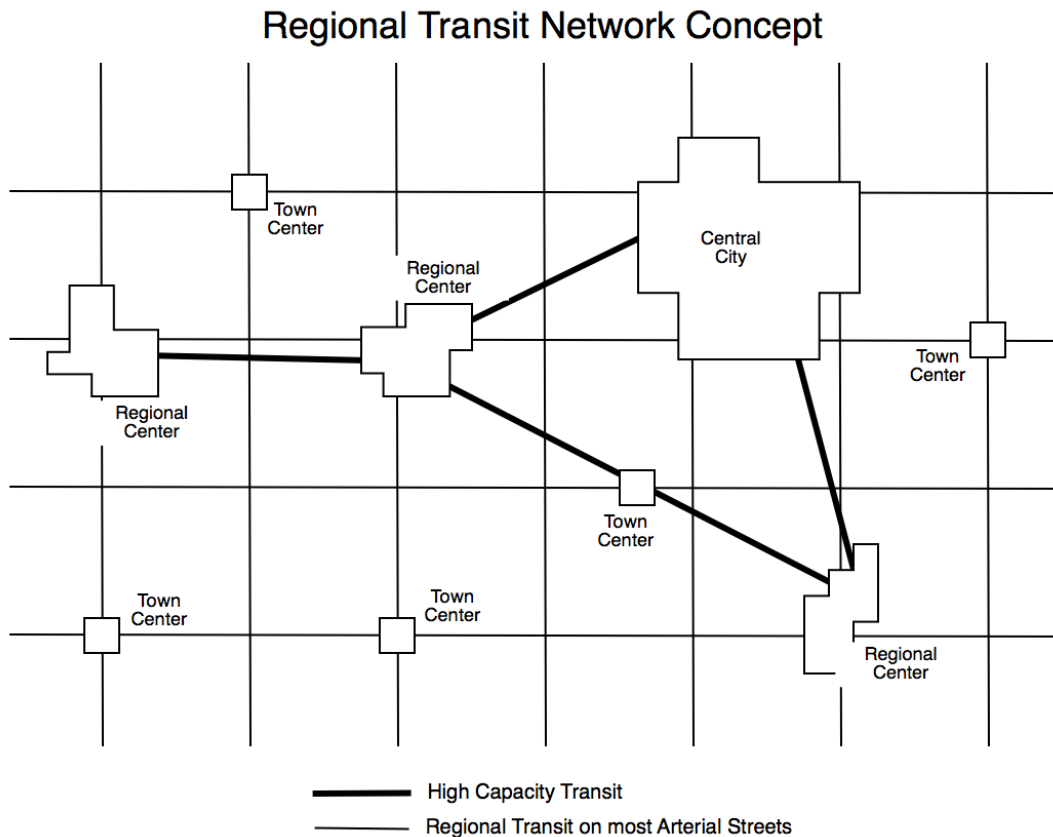 Regional Transit Network Concept
Town
Center
Central
City
Regional
Center
Town
Center
Regional
Center
Town
Center
Town
Center
Town
Center
Regional
Center
High Capacity Transit
Regional Transit on most Arterial Streets